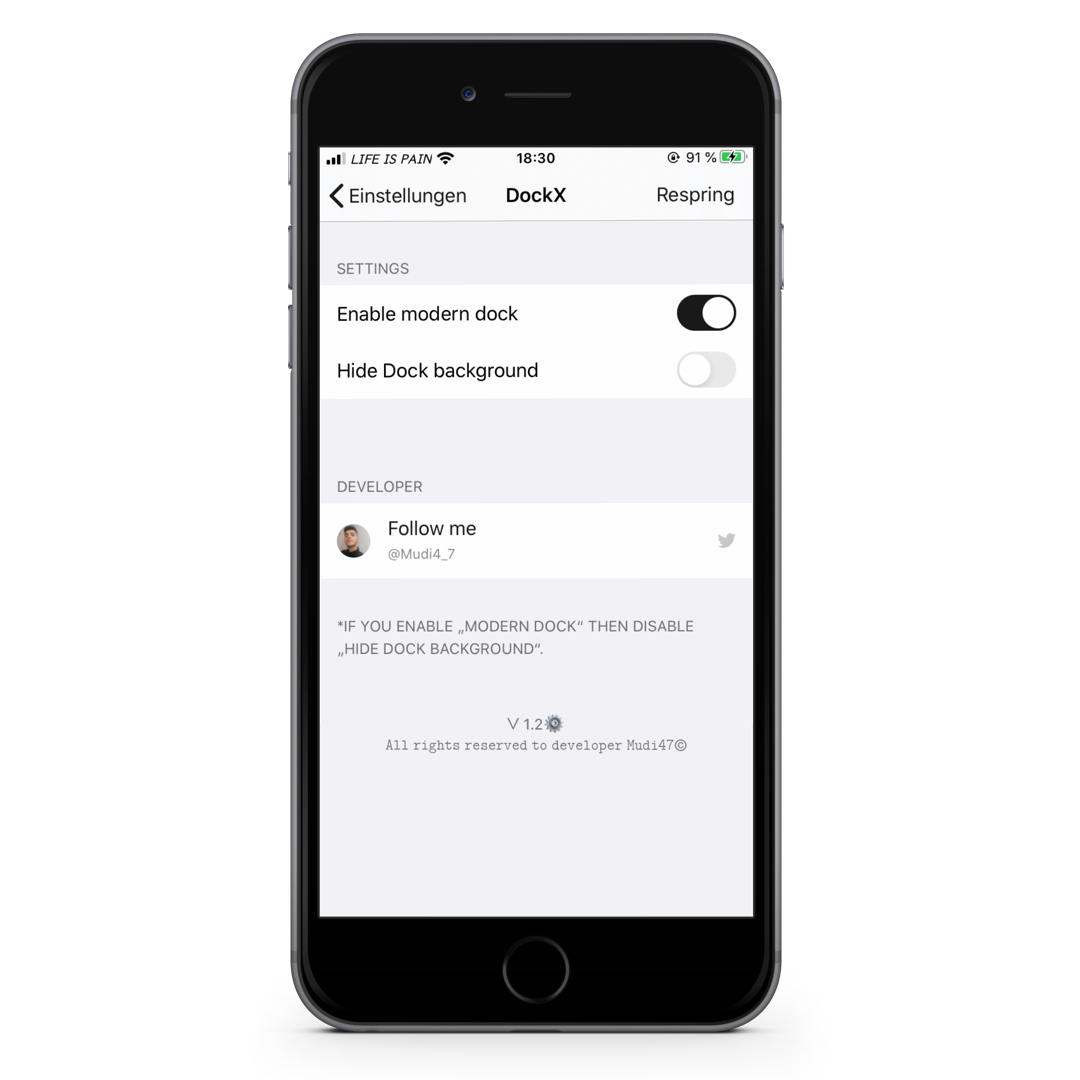 LIFE IS PAIN
18:30
91 %
Einstellungen
DockX
Respring
SETTINGS
Enable modern dock
Hide Dock background
DEVELOPER
Follow me
@Mudi4_7
*IF YOU ENABLE „MODERN DOCK“ THEN DISABLE
„HIDE DOCK BACKGROUND“.
V 1.2⚙️
All rights reserved to developer Mudi47©